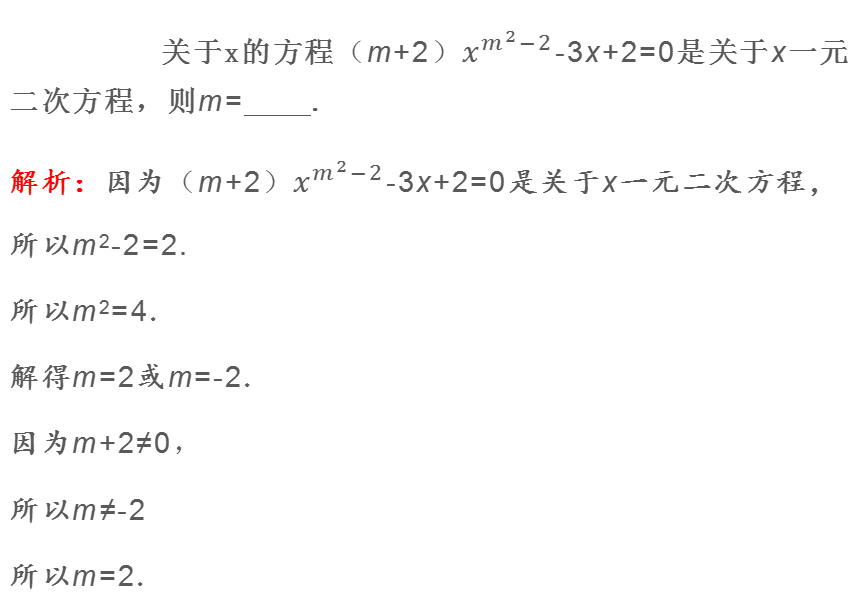 关于x的方程（m+2）x^{m²-2}-3x+2=0是关于x一元
二次方程，则m=____.
解析：因为（m+2）x^{m²-2}-3x+2=0是关于x一元二次方程，
所以m²-2=2.
所以m²=4.
解得m=2或m=-2.
因为m+2≠0，
所以m≠-2
所以m=2.